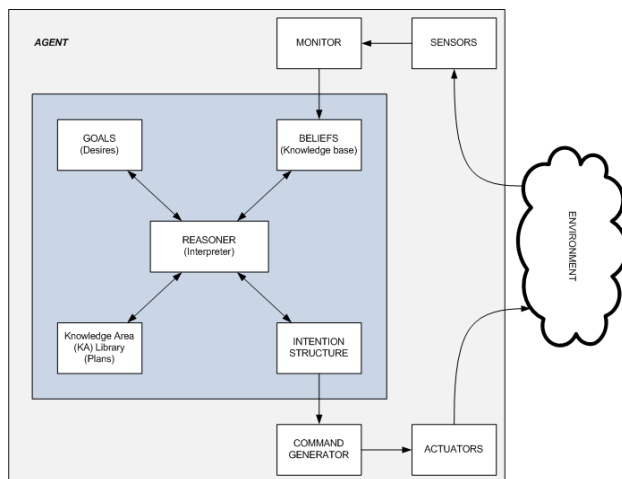 AGENT
MONITOR
SENSORS
GOALS
(Desires)
BELIEFS
(Knowledge base)
REASONER
(Interpreter)
ENVIRONMENT
Knowledge Area
(KA) Library
(Plans)
INTENTION
STRUCTURE
COMMAND
GENERATOR
ACTUATORS